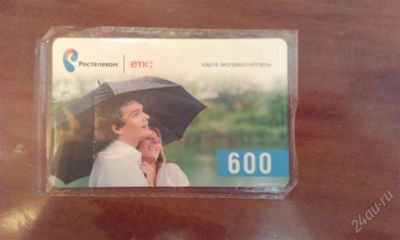 Ростелеком етк: карта экспресс-оплаты
600
24au.ru